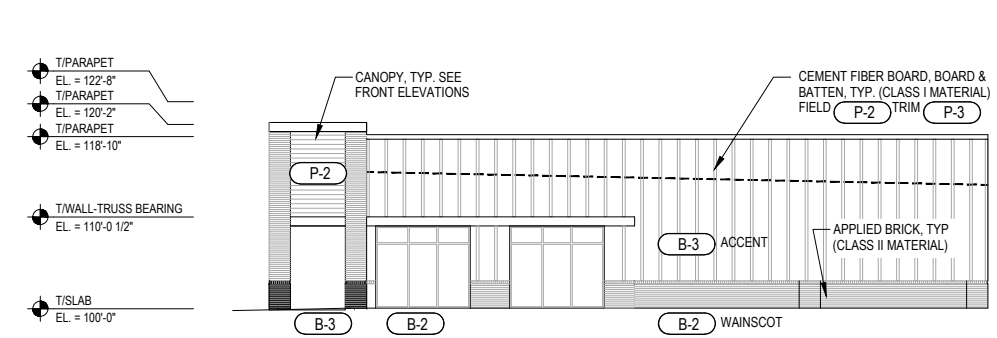 T/PARAPET
EL. = 122'-8"
T/PARAPET
EL. = 120'-2"
T/PARAPET
EL. = 118'-10"
T/WALL-TRUSS BEARING
EL. = 110'-0 1/2"
T/SLAB
EL. = 100'-0"
CANOPY, TYP. SEE
FRONT ELEVATIONS
CEMENT FIBER BOARD, BOARD &
BATTEN, TYP. (CLASS I MATERIAL)
FIELD P-2 TRIM P-3
P-2
B-3 ACCENT
APPLIED BRICK, TYP
(CLASS II MATERIAL)
B-3
B-2
B-2 WAINSCOT